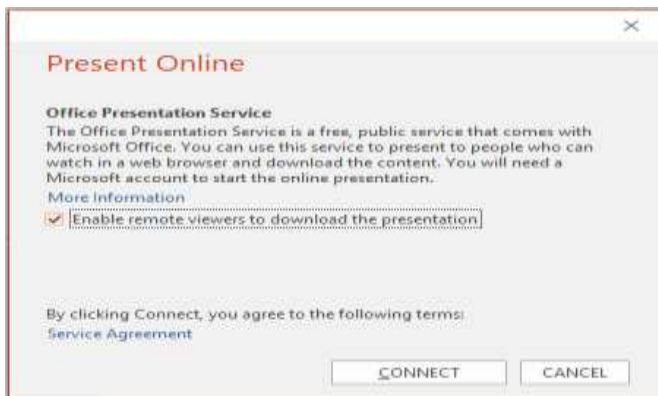 Present Online
Office Presentation Service
The Office Presentation Service is a free, public service that comes with
Microsoft Office. You can use this service to present to people who can
watch in a web browser and download the content. You will need a
Microsoft account to start the online presentation.
More Information
Enable remote viewers to download the presentation
By clicking Connect, you agree to the following terms:
Service Agreement
CONNECT CANCEL